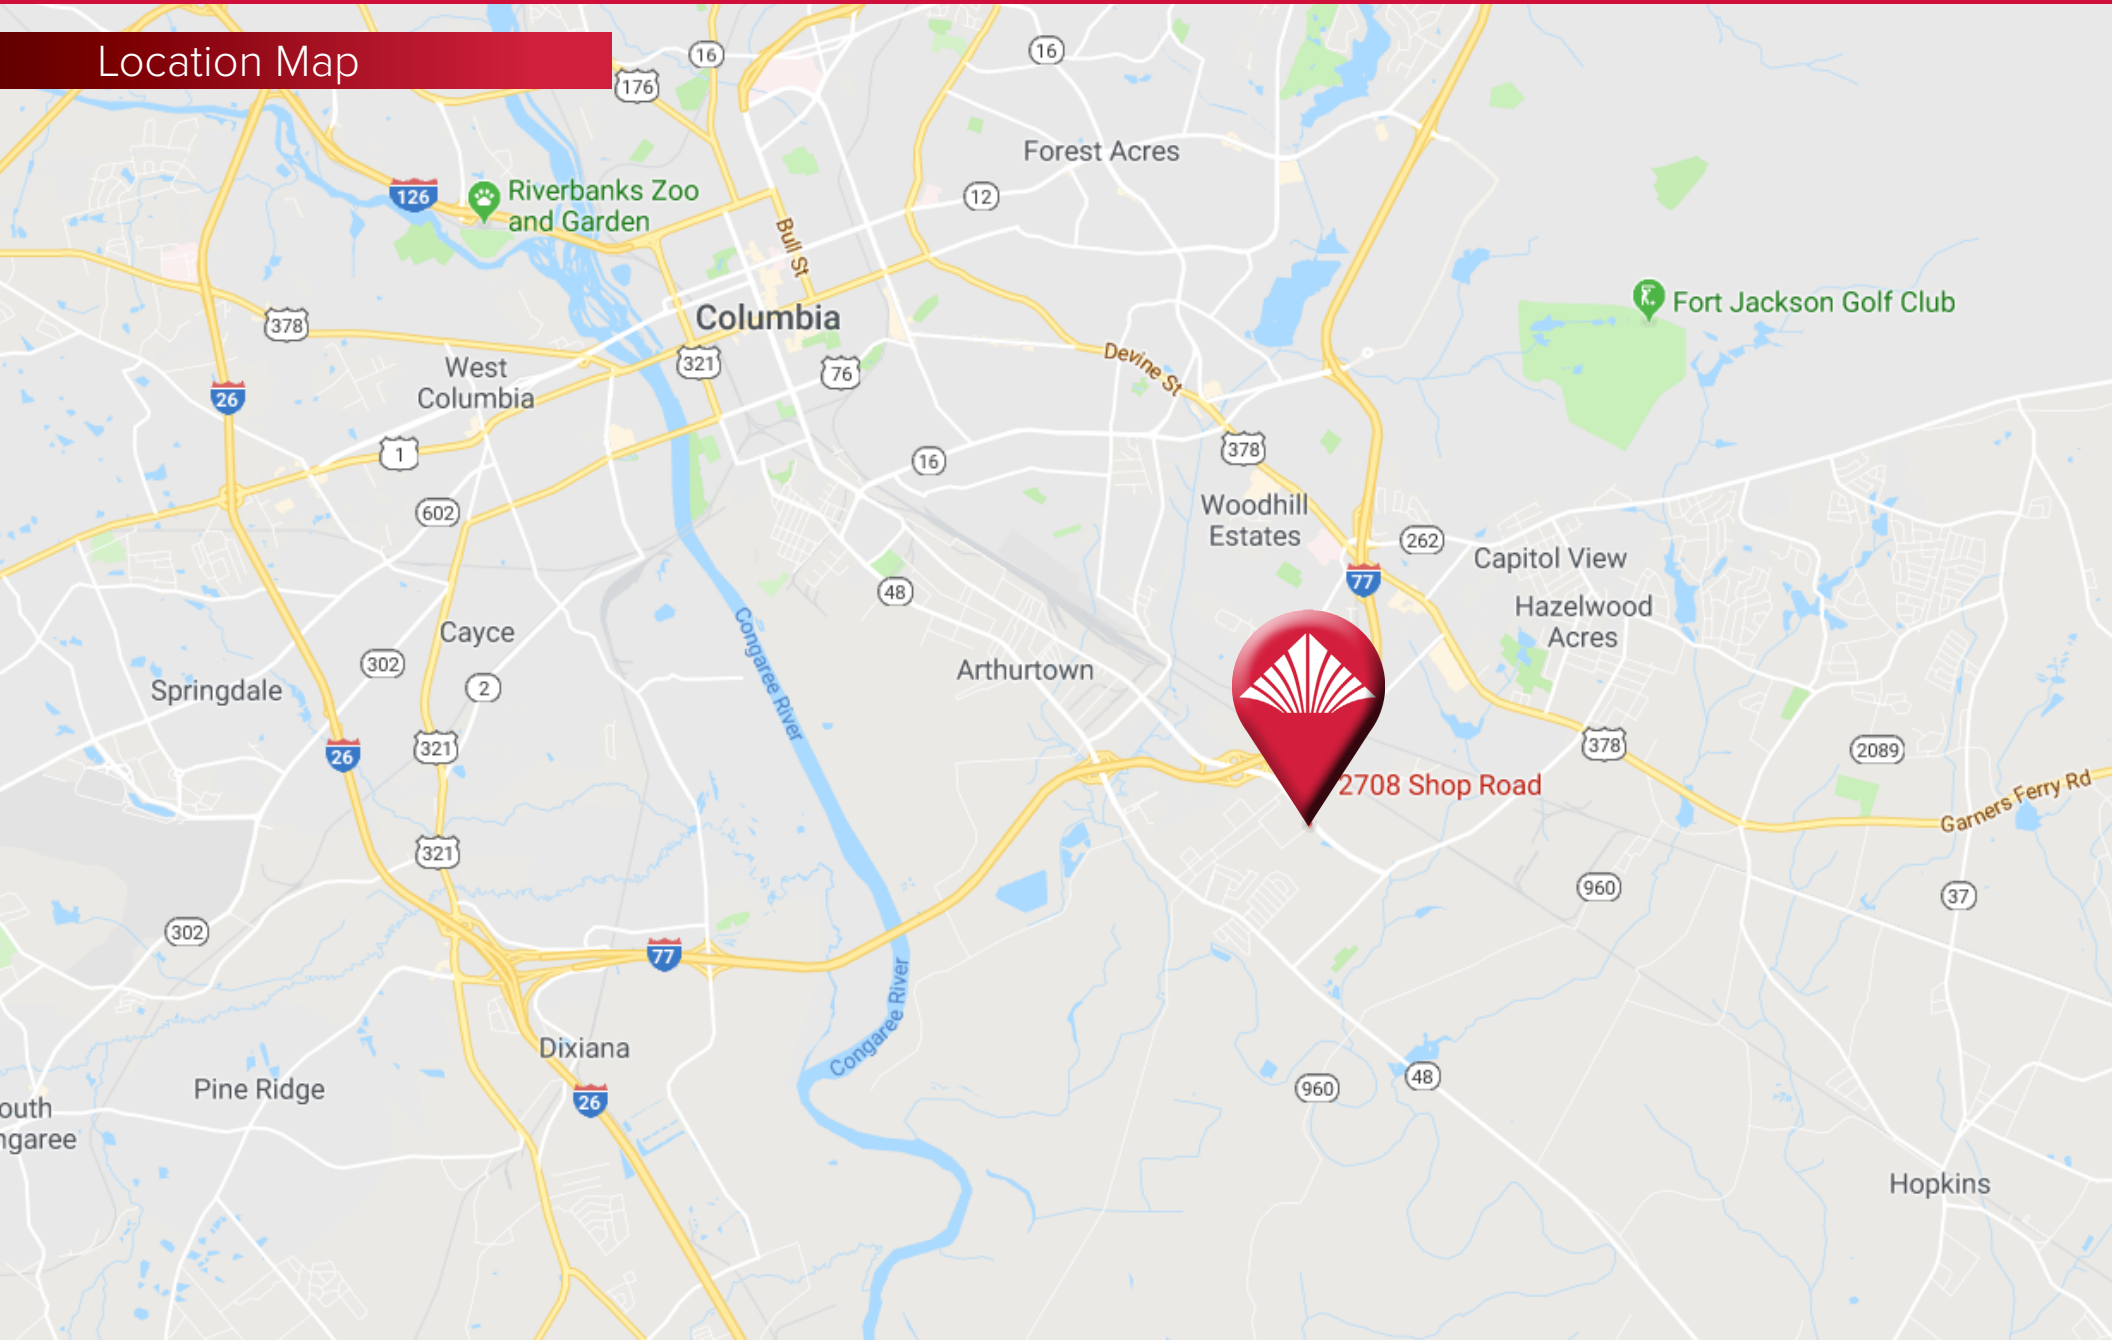 Location Map
16
176
16
Forest Acres
126
Riverbanks Zoo
and Garden
12
Bull St
Fort Jackson Golf Club
378
Columbia
West
Columbia
321
76
Devine St
26
1
378
16
602
Woodhill
Estates
262
Capitol View
77
48
Hazelwood
Acres
Cayce
Congaree River
302
Arthurtown
Springdale
2
321
26
378
2089
2708 Shop Road
Garners Ferry Rd
321
960
37
302
77
Congaree River
Dixiana
Pine Ridge
26
960
48
outh
ngaree
Hopkins